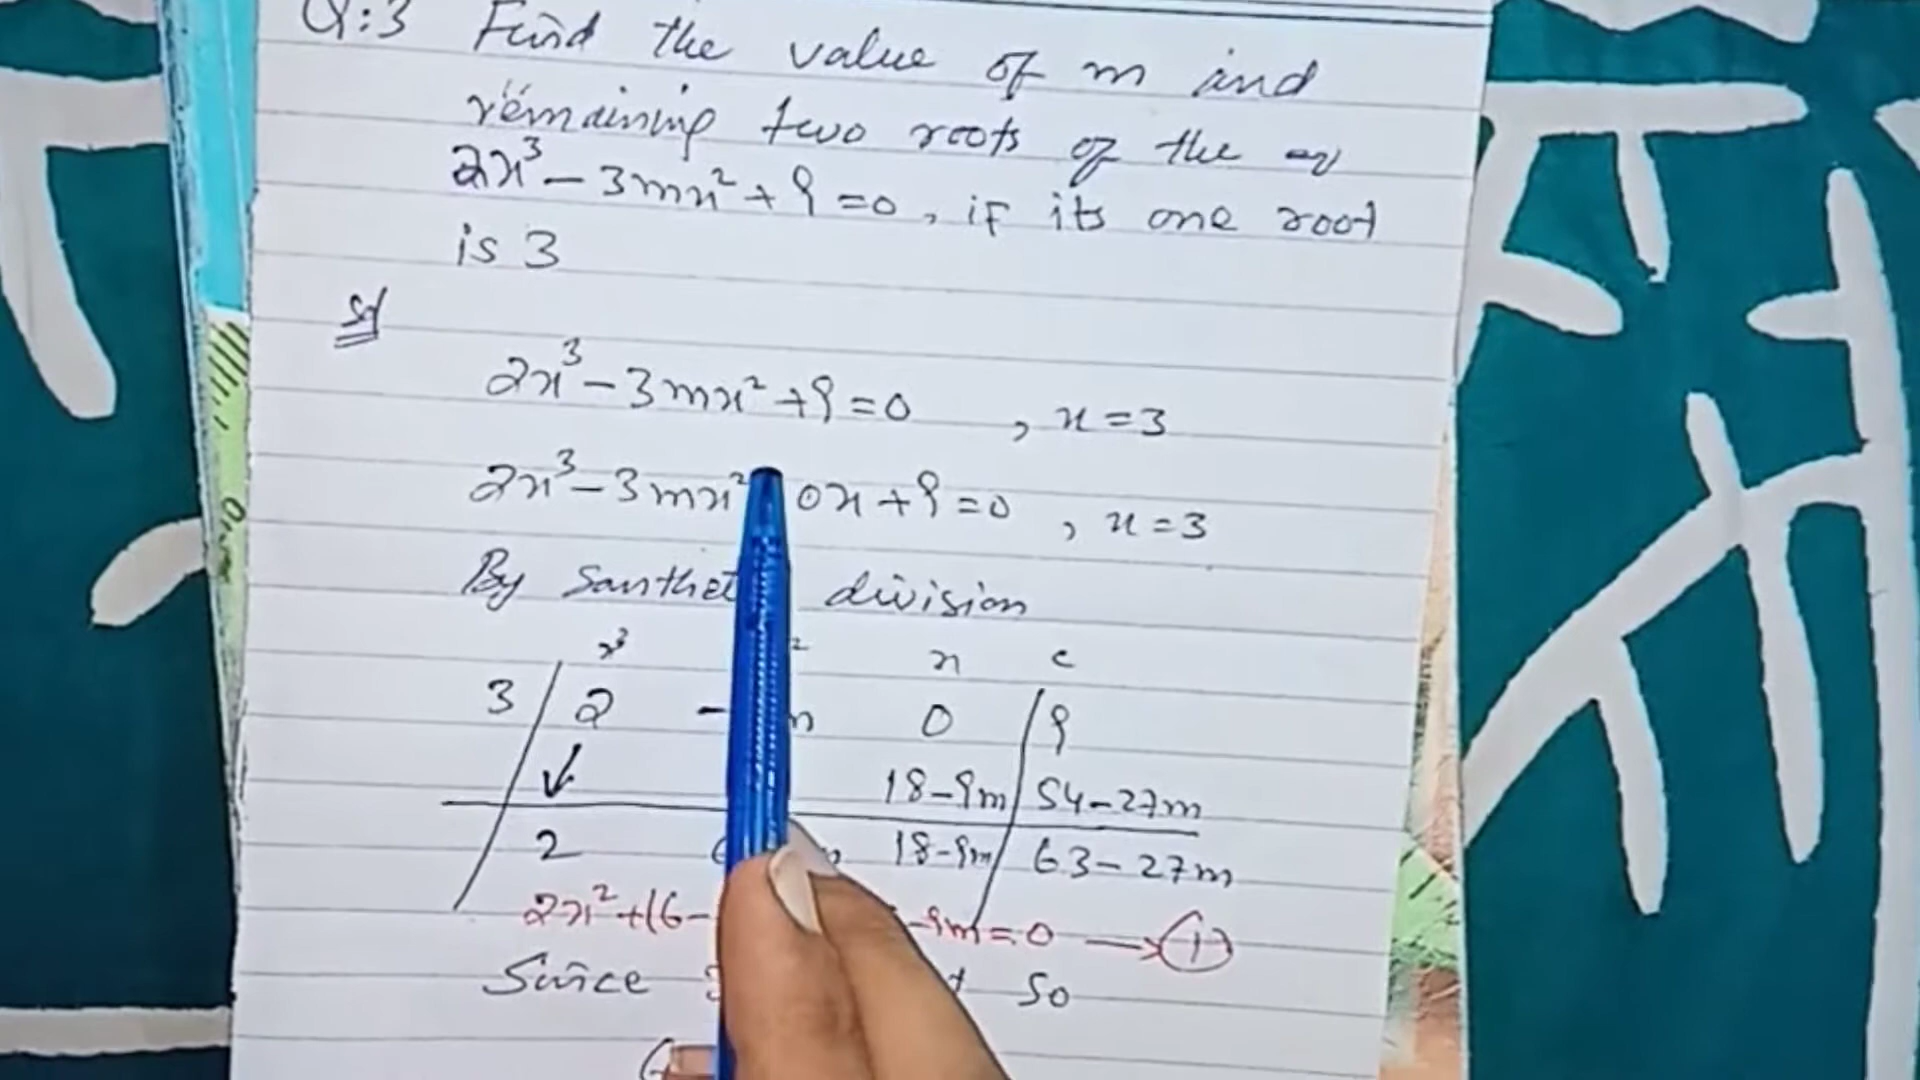 Q:3 Find the value of m and
remaining two roots of the eq
2x³ - 3mx² + 9 = 0, if its one root
is 3
Sol
2x³ - 3mx² + 9 = 0 , x = 3
2x³ - 3mx² 0x + 9 = 0 , x = 3
By division
x³ ² x c
3 2 - m 0 9
18-9m 54-27m
2 6 m 18-9m 63-27m
2x² + (6- -9m = 0 → 1
Since 3 so